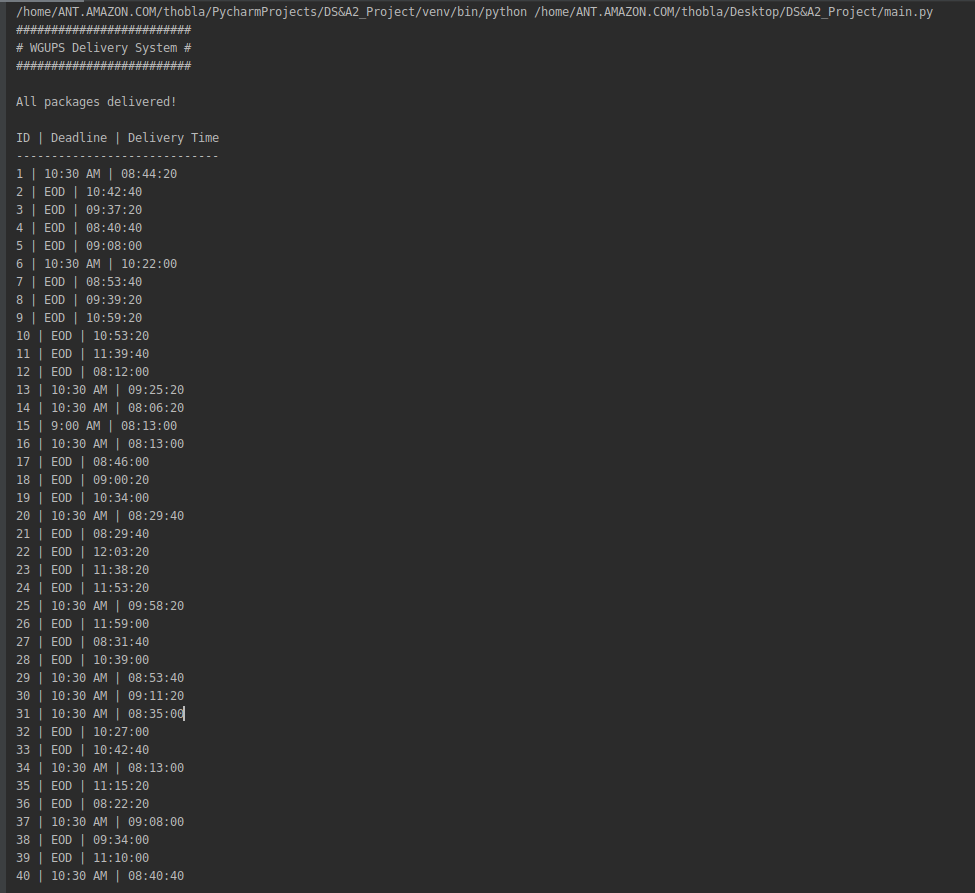 /home/ANT.AMAZON.COM/thobla/PycharmProjects/DS&A2_Project/venv/bin/python /home/ANT.AMAZON.COM/thobla/Desktop/DS&A2_Project/main.py
#########################
# WGUPS Delivery System #
#########################
All packages delivered!
ID | Deadline | Delivery Time
-----------------------------
1 | 10:30 AM | 08:44:20
2 | EOD | 10:42:40
3 | EOD | 09:37:20
4 | EOD | 08:40:40
5 | EOD | 09:08:00
6 | 10:30 AM | 10:22:00
7 | EOD | 08:53:40
8 | EOD | 09:39:20
9 | EOD | 10:59:20
10 | EOD | 10:53:20
11 | EOD | 11:39:40
12 | EOD | 08:12:00
13 | 10:30 AM | 09:25:20
14 | 10:30 AM | 08:06:20
15 | 9:00 AM | 08:13:00
16 | 10:30 AM | 08:13:00
17 | EOD | 08:46:00
18 | EOD | 09:00:20
19 | EOD | 10:34:00
20 | 10:30 AM | 08:29:40
21 | EOD | 08:29:40
22 | EOD | 12:03:20
23 | EOD | 11:38:20
24 | EOD | 11:53:20
25 | 10:30 AM | 09:58:20
26 | EOD | 11:59:00
27 | EOD | 08:31:40
28 | EOD | 10:39:00
29 | 10:30 AM | 08:53:40
30 | 10:30 AM | 09:11:20
31 | 10:30 AM | 08:35:00
32 | EOD | 10:27:00
33 | EOD | 10:42:40
34 | 10:30 AM | 08:13:00
35 | EOD | 11:15:20
36 | EOD | 08:22:20
37 | 10:30 AM | 09:08:00
38 | EOD | 09:34:00
39 | EOD | 11:10:00
40 | 10:30 AM | 08:40:40